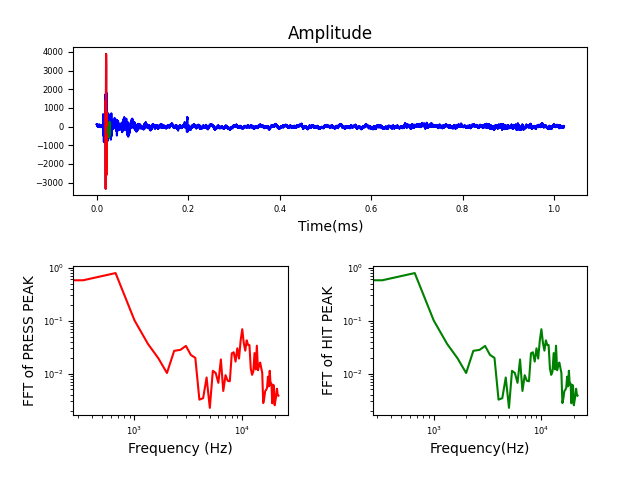 Amplitude
4000
3000
2000
1000
0
−1000
−2000
−3000
0.0 0.2 0.4 0.6 0.8 1.0
Time(ms)
FFT of PRESS PEAK
10⁰
10⁻¹
10⁻²
10³ 10⁴
Frequency (Hz)
FFT of HIT PEAK
10⁰
10⁻¹
10⁻²
10³ 10⁴
Frequency(Hz)